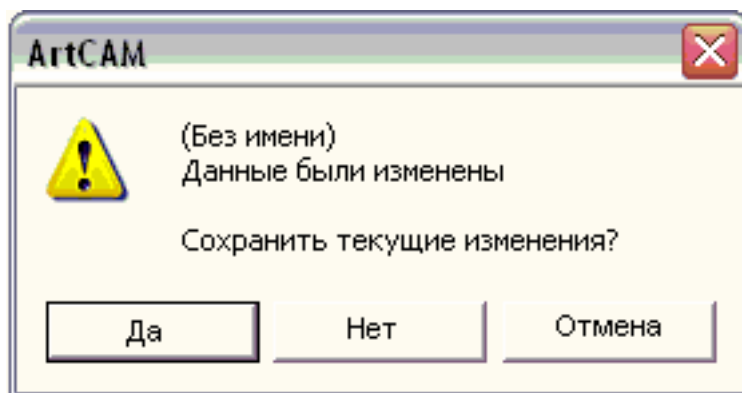 ArtCAM
(Без имени)
Данные были изменены
Сохранить текущие изменения?
Да
Нет
Отмена